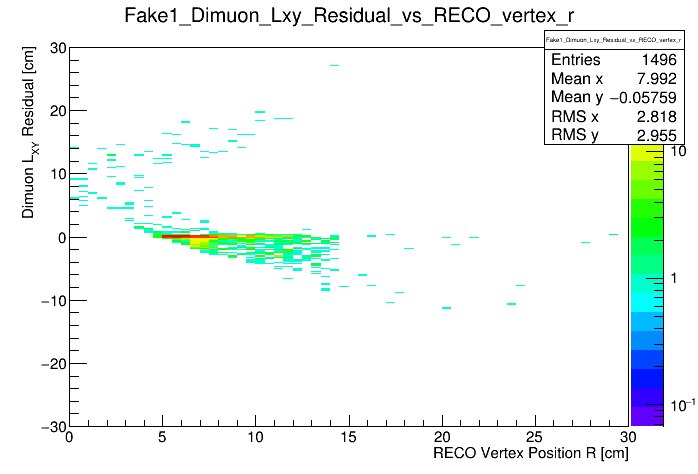 Fake1_Dimuon_Lxy_Residual_vs_RECO_vertex_r
Fake1_Dimuon_Lxy_Residual_vs_RECO_vertex_r
Entries 1496
Mean x 7.992
Mean y −0.05759
RMS x 2.818
RMS y 2.955
Dimuon LXY Residual [cm]
30
20
10
0
−10
−20
−30
10
1
10−1
0 5 10 15 20 25 30
RECO Vertex Position R [cm]